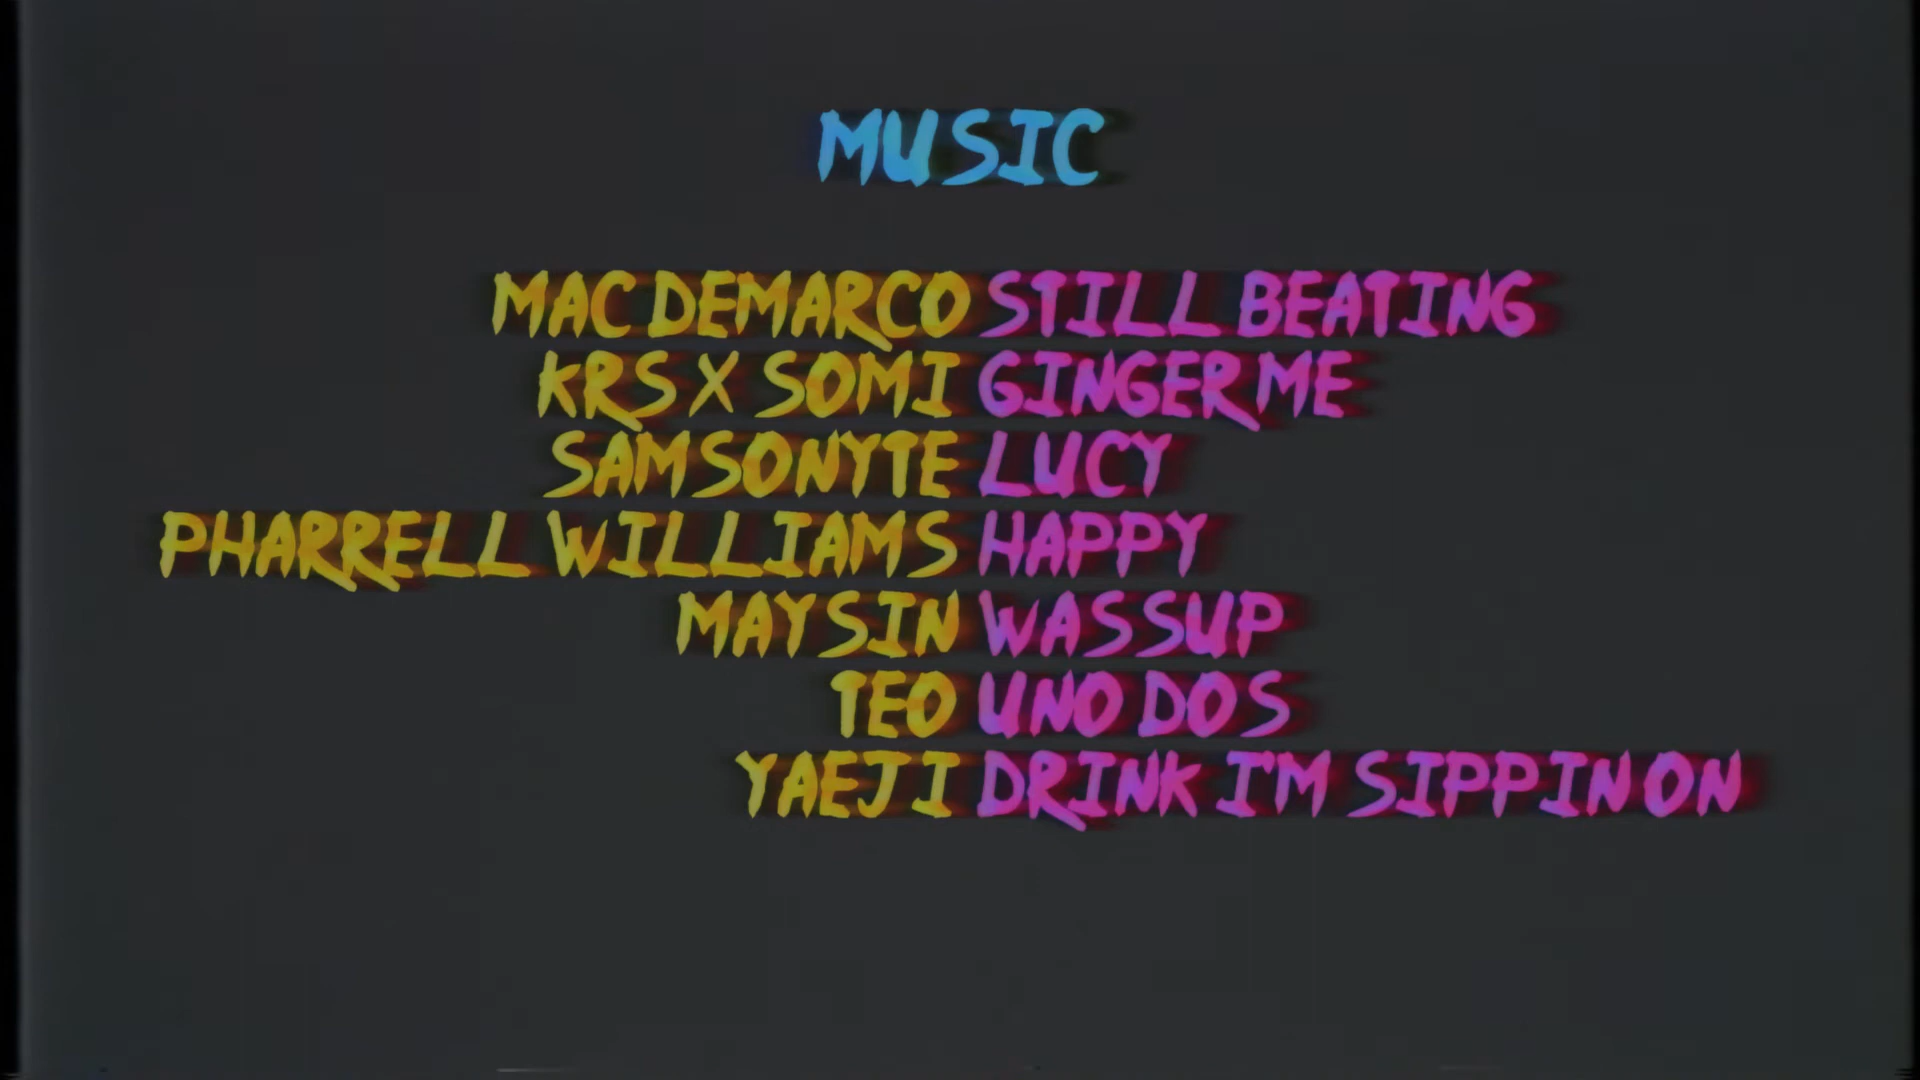 MUSIC
MAC DEMARCO STILL BEATING
KRS X SOMI GINGER ME
SAMSONYTE LUCY
PHARRELL WILLIAMS HAPPY
MAYSIN WASSUP
TEO UNO DOS
YAEJI DRINK I'M SIPPIN ON